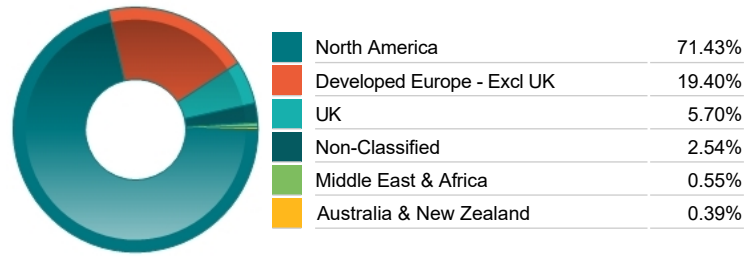 North America 71.43%
Developed Europe - Excl UK 19.40%
UK 5.70%
Non-Classified 2.54%
Middle East & Africa 0.55%
Australia & New Zealand 0.39%